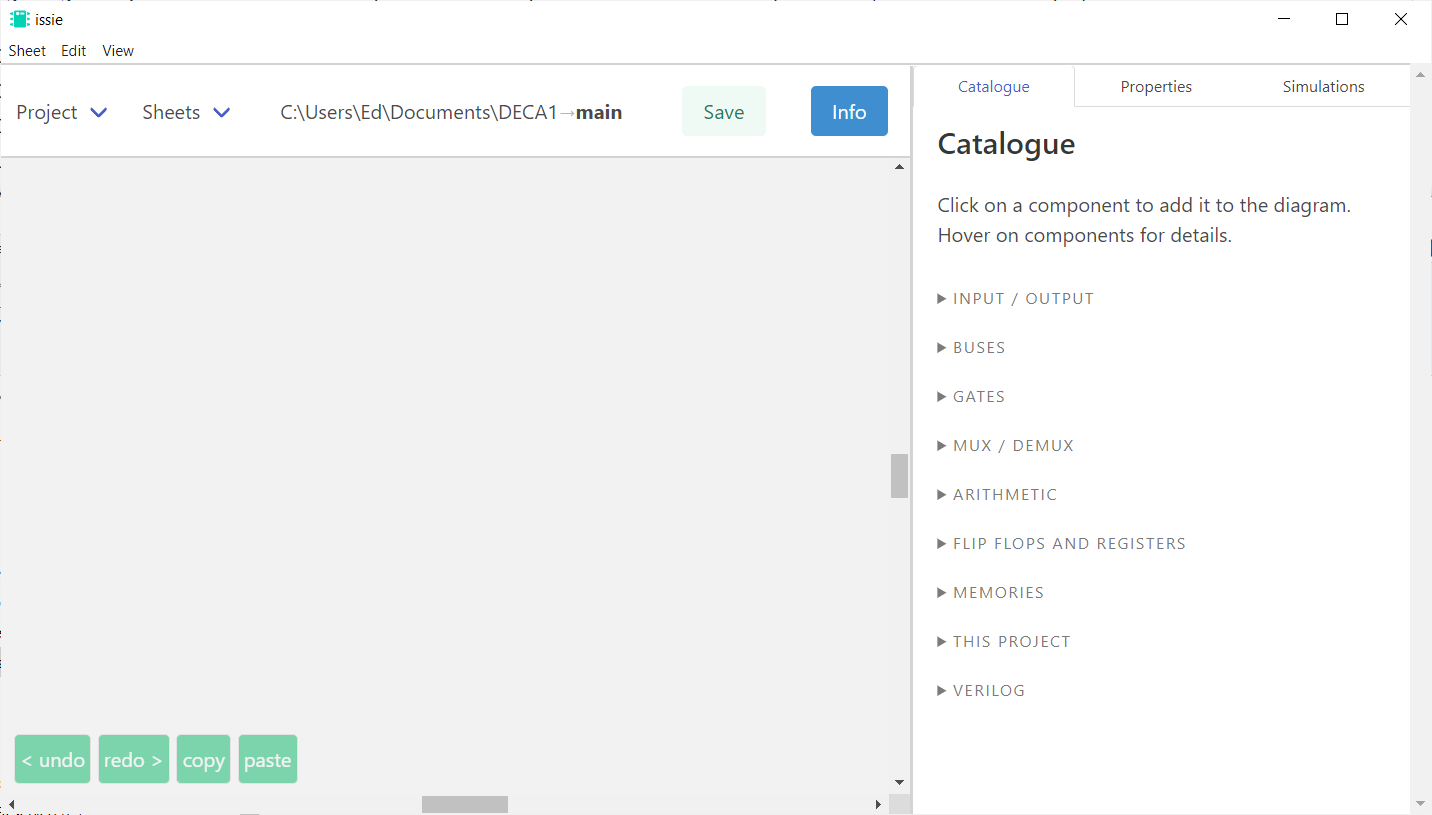 issie
Sheet Edit View
Project Sheets C:\Users\Ed\Documents\DECA1→main Save Info
Catalogue Properties Simulations
Catalogue
Click on a component to add it to the diagram.
Hover on components for details.
INPUT / OUTPUT
BUSES
GATES
MUX / DEMUX
ARITHMETIC
FLIP FLOPS AND REGISTERS
MEMORIES
THIS PROJECT
VERILOG
< undo redo > copy paste